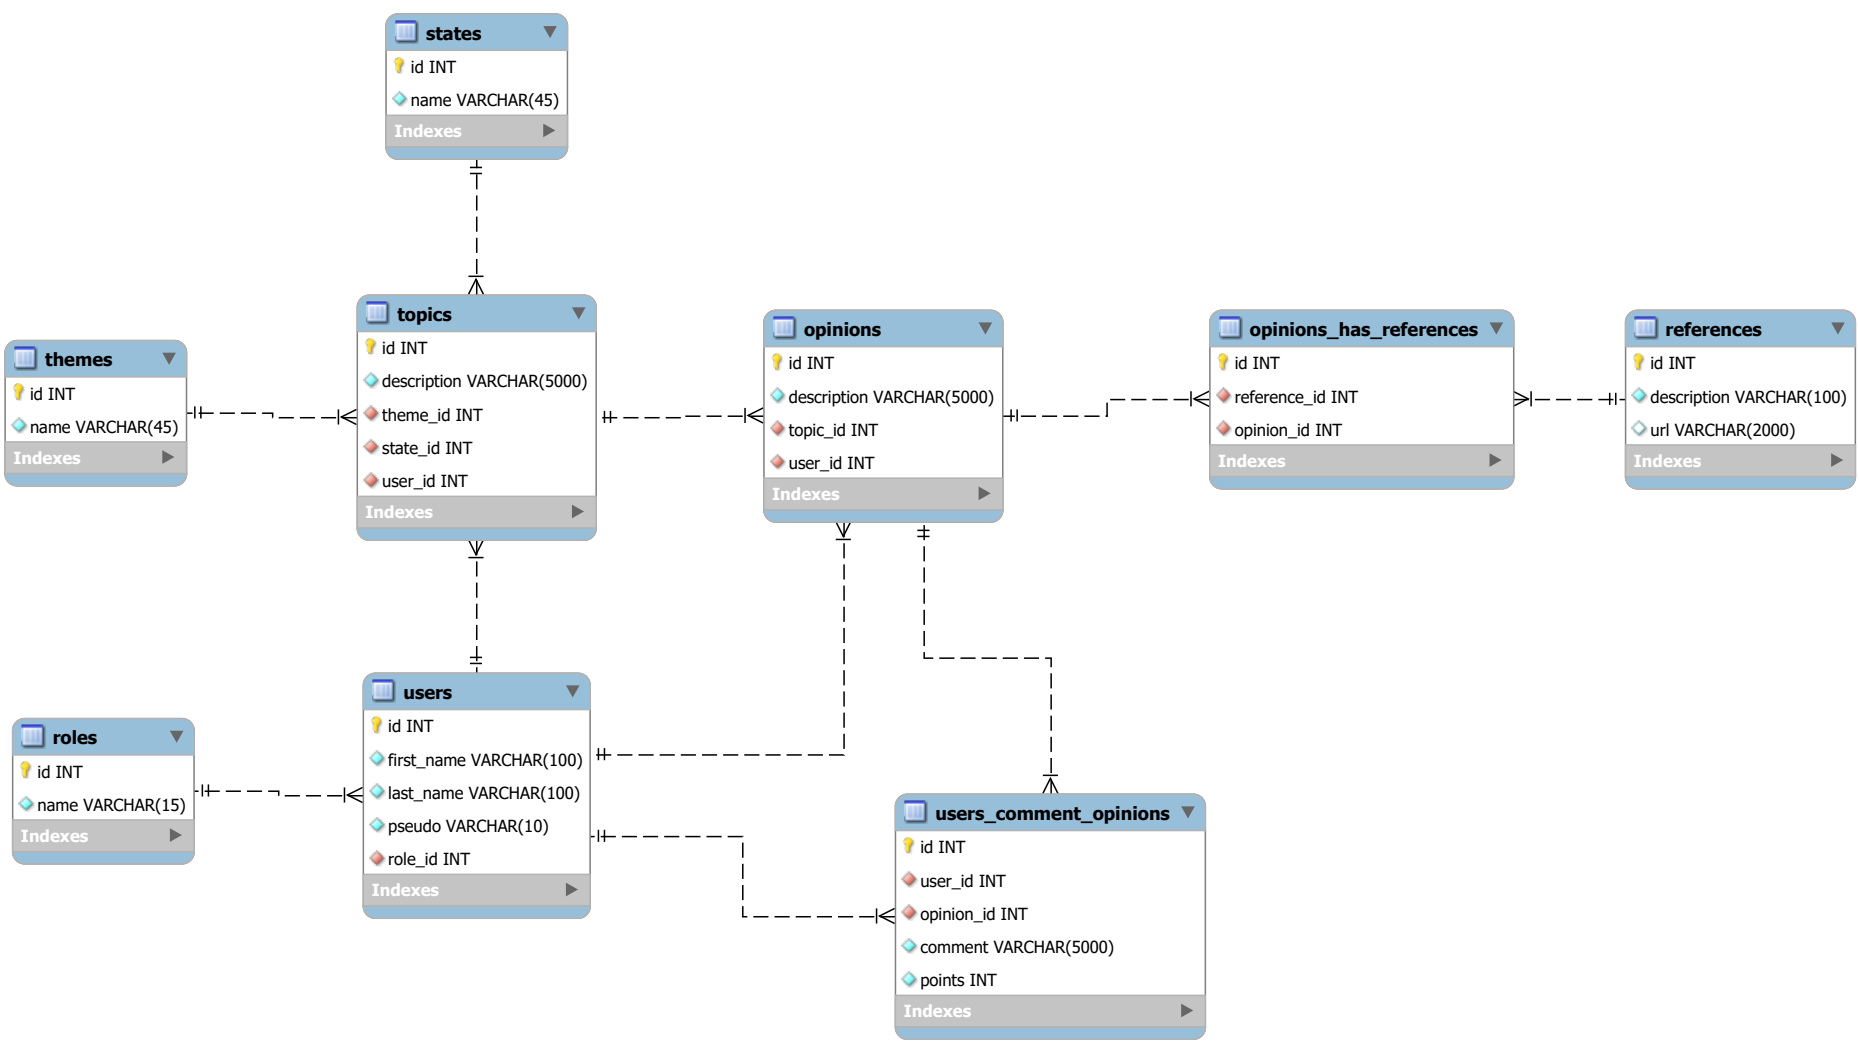 states
id INT
name VARCHAR(45)
Indexes
themes
id INT
name VARCHAR(45)
Indexes
topics
id INT
description VARCHAR(5000)
theme_id INT
state_id INT
user_id INT
Indexes
opinions
id INT
description VARCHAR(5000)
topic_id INT
user_id INT
Indexes
opinions_has_references
id INT
reference_id INT
opinion_id INT
Indexes
references
id INT
description VARCHAR(100)
url VARCHAR(2000)
Indexes
roles
id INT
name VARCHAR(15)
Indexes
users
id INT
first_name VARCHAR(100)
last_name VARCHAR(100)
pseudo VARCHAR(10)
role_id INT
Indexes
users_comment_opinions
id INT
user_id INT
opinion_id INT
comment VARCHAR(5000)
points INT
Indexes